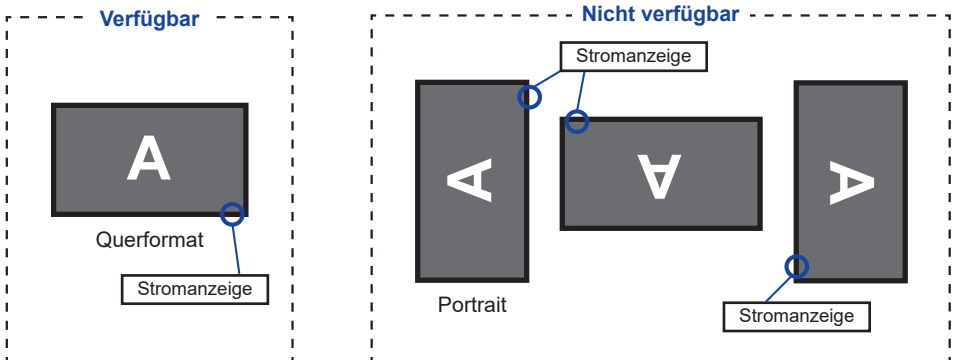 Verfügbar
A
Querformat
Stromanzeige
Nicht verfügbar
Stromanzeige
A
A
A
Portrait
Stromanzeige